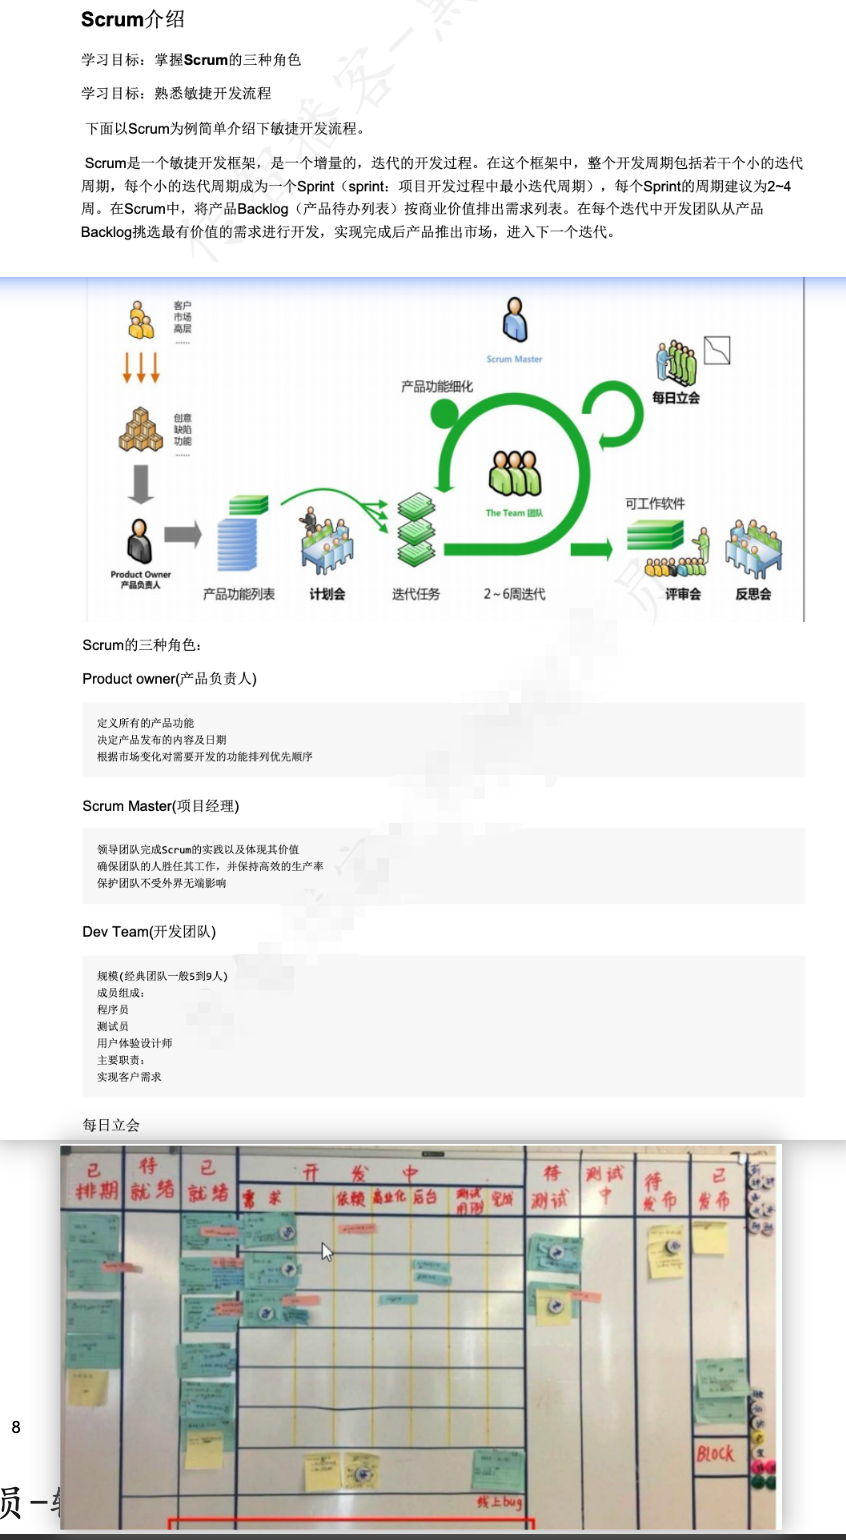 Scrum介绍
学习目标：掌握Scrum的三种角色
学习目标：熟悉敏捷开发流程
下面以Scrum为例简单介绍下敏捷开发流程。
Scrum是一个敏捷开发框架，是一个增量的，迭代的开发过程。在这个框架中，整个开发周期包括若干个小的迭代
周期，每个小的迭代周期成为一个Sprint（sprint：项目开发过程中最小迭代周期），每个Sprint的周期建议为2~4
周。在Scrum中，将产品Backlog（产品待办列表）按商业价值排出需求列表。在每个迭代中开发团队从产品
Backlog挑选最有价值的需求进行开发，实现完成后产品推出市场，进入下一个迭代。
客户
市场
高层
......
Scrum Master
产品功能细化
每日立会
创意
缺陷
功能
......
The Team 团队
可工作软件
Product Owner
产品负责人
产品功能列表
计划会
迭代任务
2~6周迭代
评审会
反思会
Scrum的三种角色：
Product owner(产品负责人)
定义所有的产品功能
决定产品发布的内容及日期
根据市场变化对需要开发的功能排列优先顺序
Scrum Master(项目经理)
领导团队完成Scrum的实践以及体现其价值
确保团队的人胜任其工作，并保持高效的生产率
保护团队不受外界无端影响
Dev Team(开发团队)
规模(经典团队一般5到9人)
成员组成：
程序员
测试员
用户体验设计师
主要职责：
实现客户需求
每日立会
已排期
待就绪
已就绪
开发中
需求
依赖
商业化
后台
测试用例
完成
待测试
测试中
待发布
已发布
BLOCK
线上bug
8